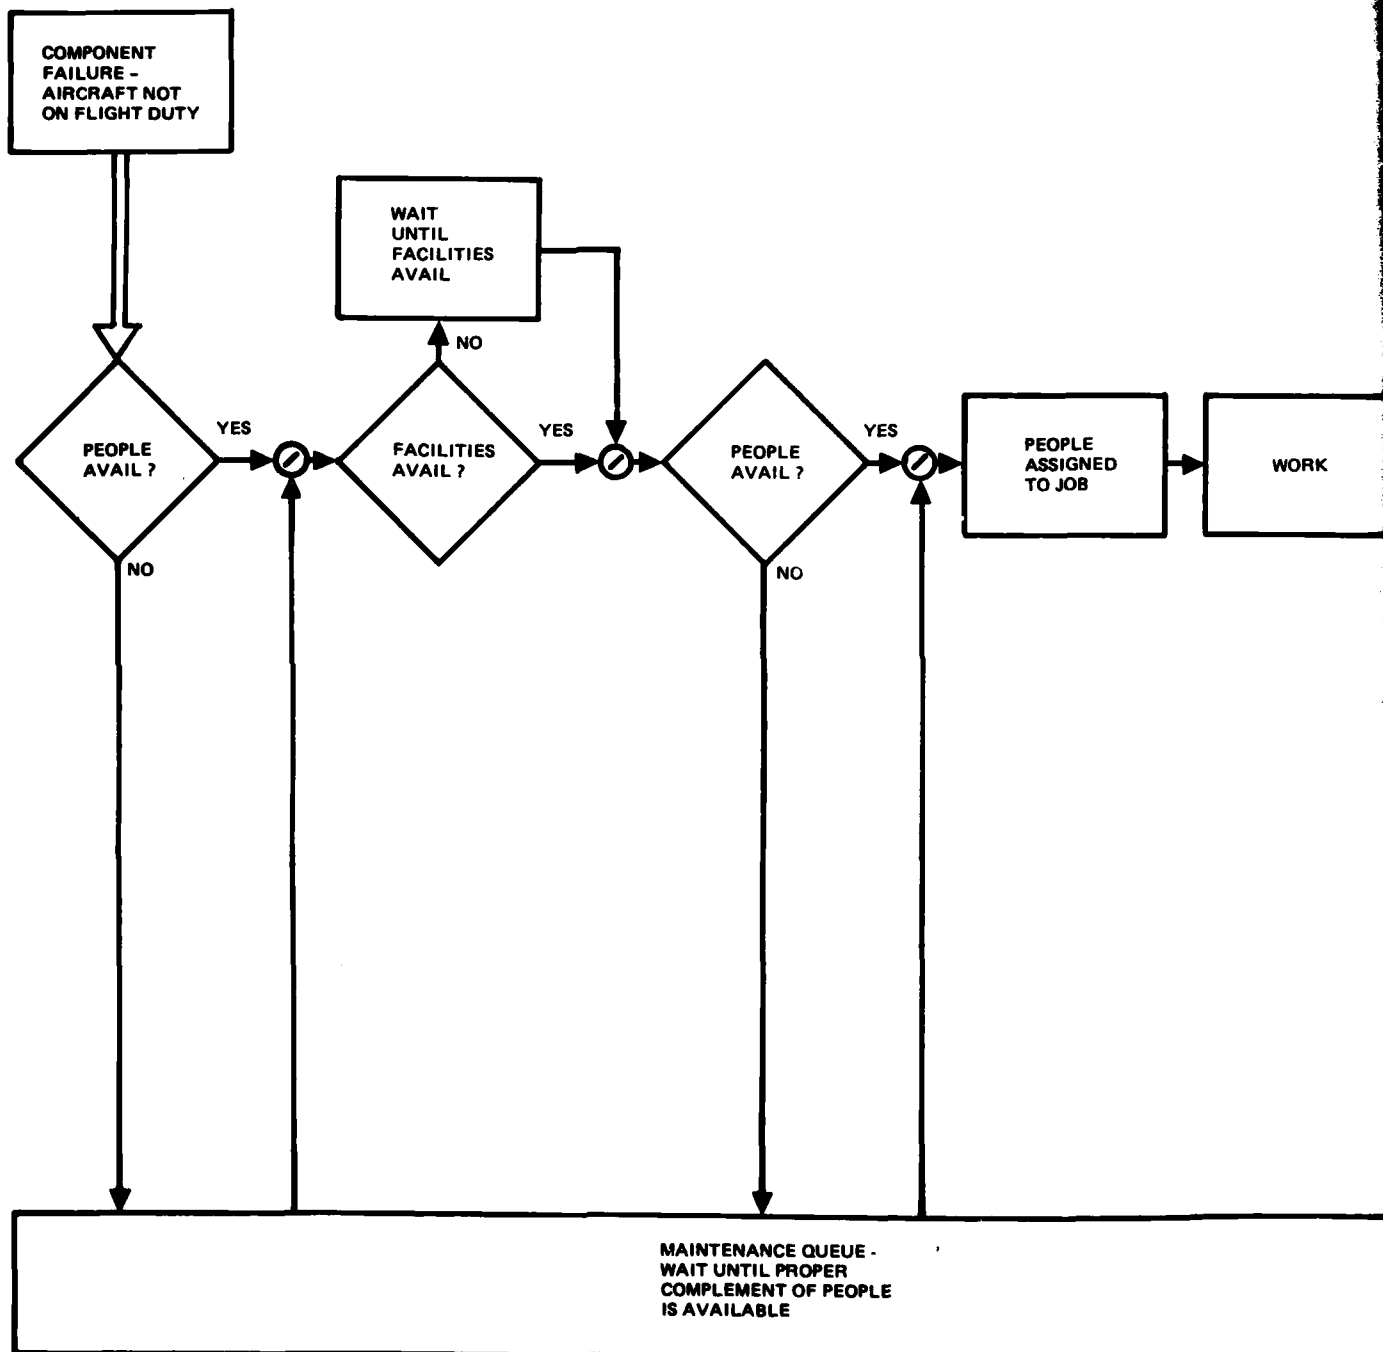 COMPONENT
FAILURE -
AIRCRAFT NOT
ON FLIGHT DUTY
WAIT
UNTIL
FACILITIES
AVAIL
NO
PEOPLE
AVAIL ?
YES
NO
FACILITIES
AVAIL ?
YES
PEOPLE
AVAIL ?
YES
NO
PEOPLE
ASSIGNED
TO JOB
WORK
MAINTENANCE QUEUE -
WAIT UNTIL PROPER
COMPLEMENT OF PEOPLE
IS AVAILABLE